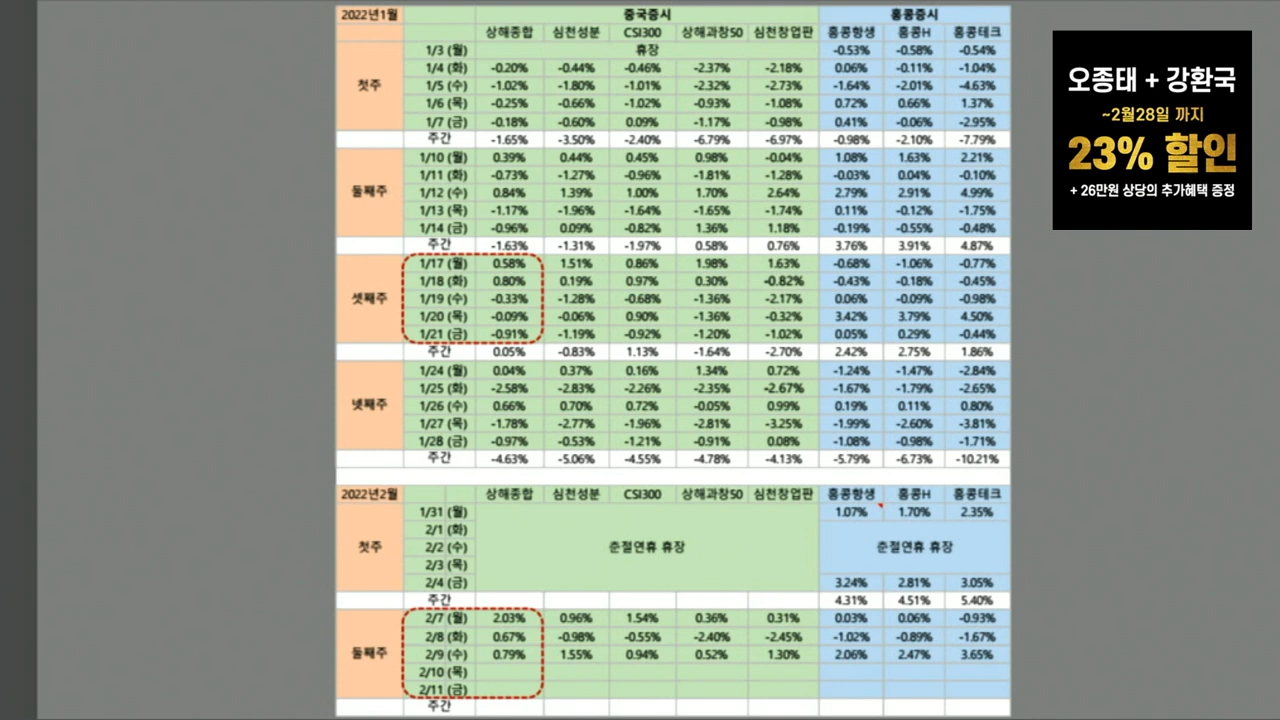 2022년1월 중국증시 홍콩증시
상해종합 심천성분 CSI300 상해과창50 심천창업판 홍콩항생 홍콩H 홍콩테크
첫주
1/3 (월) 휴장 -0.53% -0.58% -0.54%
1/4 (화) -0.20% -0.44% -0.46% -2.37% -2.18% 0.06% -0.11% -1.04%
1/5 (수) -1.02% -1.80% -1.01% -2.32% -2.73% -1.64% -2.01% -4.63%
1/6 (목) -0.25% -0.66% -1.02% -0.93% -1.08% 0.72% 0.66% 1.37%
1/7 (금) -0.18% -0.60% 0.09% -1.17% -0.98% 0.41% -0.06% -2.95%
주간 -1.65% -3.50% -2.40% -6.79% -6.97% -0.98% -2.10% -7.79%
둘째주
1/10 (월) 0.39% 0.44% 0.45% 0.98% -0.04% 1.08% 1.63% 2.21%
1/11 (화) -0.73% -1.27% -0.96% -1.81% -1.28% -0.03% 0.04% -0.10%
1/12 (수) 0.84% 1.39% 1.00% 1.70% 2.64% 2.79% 2.91% 4.99%
1/13 (목) -1.17% -1.96% -1.64% -1.65% -1.74% 0.11% -0.12% -1.75%
1/14 (금) -0.96% 0.09% -0.82% 1.36% 1.18% -0.19% -0.55% -0.48%
주간 -1.63% -1.31% -1.97% 0.58% 0.76% 3.76% 3.91% 4.87%
셋째주
1/17 (월) 0.58% 1.51% 0.86% 1.98% 1.63% -0.68% -1.06% -0.77%
1/18 (화) 0.80% 0.19% 0.97% 0.30% -0.82% -0.43% -0.18% -0.45%
1/19 (수) -0.33% -1.28% -0.68% -1.36% -2.17% 0.06% -0.09% -0.98%
1/20 (목) -0.09% -0.06% 0.90% -1.36% -0.32% 3.42% 3.79% 4.50%
1/21 (금) -0.91% -1.19% -0.92% -1.20% -1.02% 0.05% 0.29% -0.44%
주간 0.05% -0.83% 1.13% -1.64% -2.70% 2.42% 2.75% 1.86%
넷째주
1/24 (월) 0.04% 0.37% 0.16% 1.34% 0.72% -1.24% -1.47% -2.84%
1/25 (화) -2.58% -2.83% -2.26% -2.35% -2.67% -1.67% -1.79% -2.65%
1/26 (수) 0.66% 0.70% 0.72% -0.05% 0.99% 0.19% 0.11% 0.80%
1/27 (목) -1.78% -2.77% -1.96% -2.81% -3.25% -1.99% -2.60% -3.81%
1/28 (금) -0.97% -0.53% -1.21% -0.91% 0.08% -1.08% -0.98% -1.71%
주간 -4.63% -5.06% -4.55% -4.78% -4.13% -5.79% -6.73% -10.21%
2022년2월 상해종합 심천성분 CSI300 상해과창50 심천창업판 홍콩항생 홍콩H 홍콩테크
첫주
1/31 (월) 1.07% 1.70% 2.35%
2/1 (화)
2/2 (수) 춘절연휴 휴장 춘절연휴 휴장
2/3 (목)
2/4 (금) 3.24% 2.81% 3.05%
주간 4.31% 4.51% 5.40%
둘째주
2/7 (월) 2.03% 0.96% 1.54% 0.36% 0.31% 0.03% 0.06% -0.93%
2/8 (화) 0.67% -0.98% -0.55% -2.40% -2.45% -1.02% -0.89% -1.67%
2/9 (수) 0.79% 1.55% 0.94% 0.52% 1.30% 2.06% 2.47% 3.65%
2/10 (목)
2/11 (금)
주간
오종태 + 강환국
~2월28일 까지
23% 할인
+ 26만원 상당의 추가혜택 증정